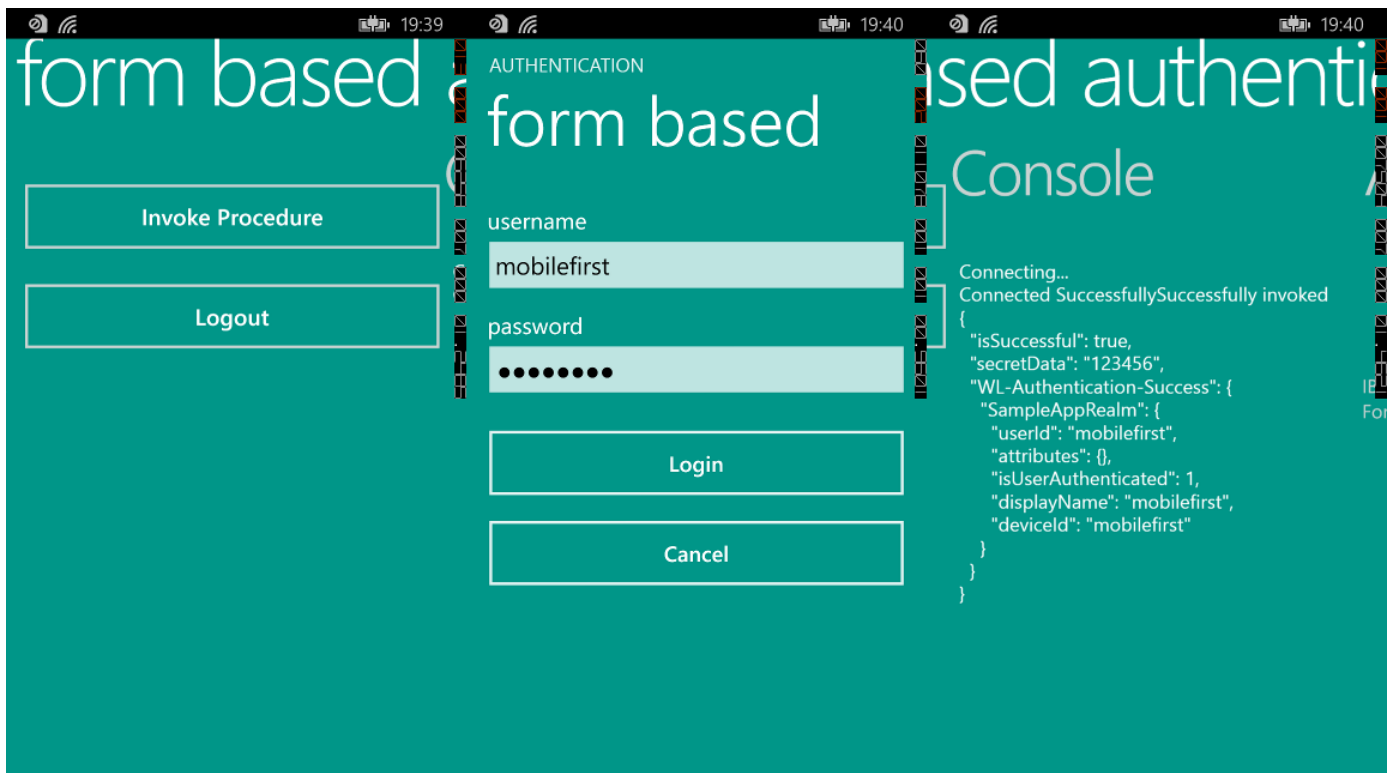 19:39
form based a
Invoke Procedure
Logout
19:40
AUTHENTICATION
form based
username
mobilefirst
password
••••••••
Login
Cancel
19:40
sed authenti
Console
Connecting...
Connected SuccessfullySuccessfully invoked
{
"isSuccessful": true,
"secretData": "123456",
"WL-Authentication-Success": {
"SampleAppRealm": {
"userId": "mobilefirst",
"attributes": {},
"isUserAuthenticated": 1,
"displayName": "mobilefirst",
"deviceId": "mobilefirst"
}
}
}
For